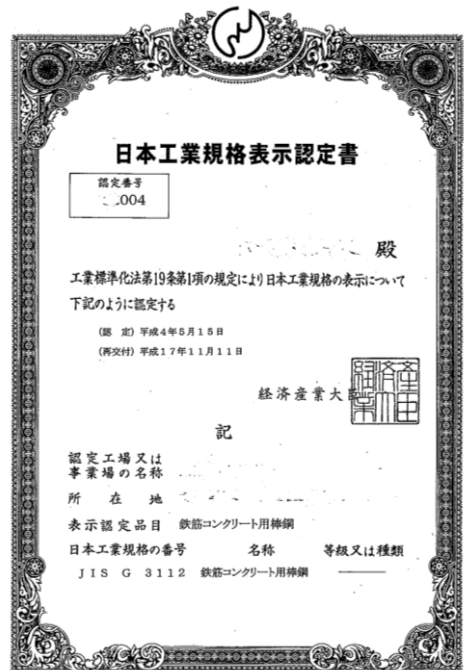 日本工業規格表示認定書
認定番号
004
殿
工業標準化法第19条第1項の規定により日本工業規格の表示について
下記のように認定する
(認 定) 平成4年5月15日
(再交付) 平成17年11月11日
経済産業大臣
記
認定工場又は
事業場の名称
所 在 地
表示認定品目 鉄筋コンクリート用棒鋼
日本工業規格の番号 名称 等級又は種類
JIS G 3112 鉄筋コンクリート用棒鋼 ―――